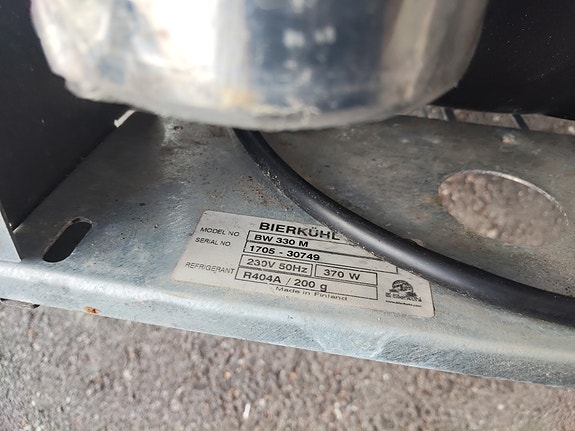 BIERKÜHL
MODEL NO BW 330 M
SERIAL NO 1705 - 30749
230V 50Hz 370 W
REFRIGERANT R404A / 200 g
Made in Finland